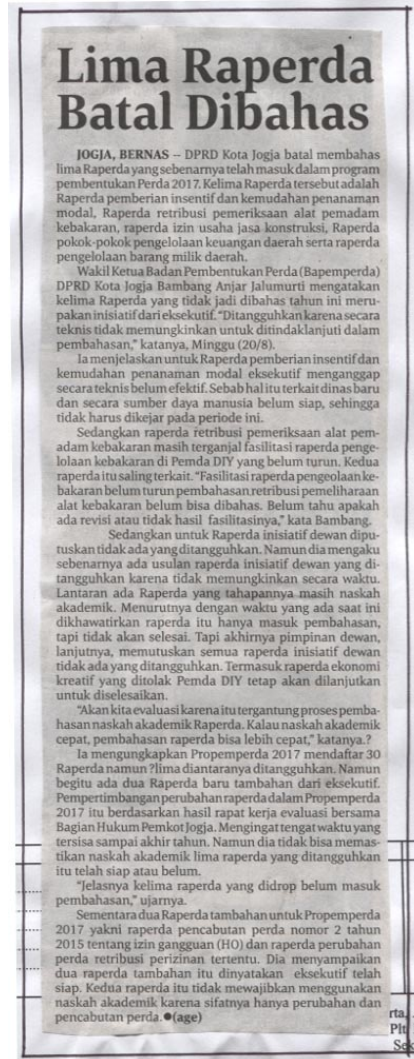 Lima Raperda
Batal Dibahas
JOGJA, BERNAS -- DPRD Kota Jogja batal membahas
lima Raperda yang sebenarnya telah masuk dalam program
pembentukan Perda 2017. Kelima Raperda tersebut adalah
Raperda pemberian insentif dan kemudahan penanaman
modal, Raperda retribusi pemeriksaan alat pemadam
kebakaran, raperda izin usaha jasa konstruksi, Raperda
pokok-pokok pengelolaan keuangan daerah serta raperda
pengelolaan barang milik daerah.
Wakil Ketua Badan Pembentukan Perda (Bapemperda)
DPRD Kota Jogja Bambang Anjar Jalumurti mengatakan
kelima Raperda yang tidak jadi dibahas tahun ini meru-
pakan inisiatif dari eksekutif. "Ditangguhkan karena secara
teknis tidak memungkinkan untuk ditindaklanjuti dalam
pembahasan," katanya, Minggu (20/8).
Ia menjelaskan untuk Raperda pemberian insentif dan
kemudahan penanaman modal eksekutif menganggap
secara teknis belum efektif. Sebab hal itu terkait dinas baru
dan secara sumber daya manusia belum siap, sehingga
tidak harus dikejar pada periode ini.
Sedangkan raperda retribusi pemeriksaan alat pem-
adam kebakaran masih terganjal fasilitasi raperda penge-
lolaan kebakaran di Pemda DIY yang belum turun. Kedua
raperda itu saling terkait. "Fasilitasi raperda pengeolaan ke-
bakaran belum turun pembahasan retribusi pemeliharaan
alat kebakaran belum bisa dibahas. Belum tahu apakah
ada revisi atau tidak hasil  fasilitasinya," kata Bambang.
Sedangkan untuk Raperda inisiatif dewan dipu-
tuskan tidak ada yang ditangguhkan. Namun dia mengaku
sebenarnya ada usulan raperda inisiatif dewan yang di-
tangguhkan karena tidak memungkinkan secara waktu.
Lantaran ada Raperda yang tahapannya masih naskah
akademik. Menurutnya dengan waktu yang ada saat ini
dikhawatirkan raperda itu hanya masuk pembahasan,
tapi tidak akan selesai. Tapi akhirnya pimpinan dewan,
lanjutnya, memutuskan semua raperda inisiatif dewan
tidak ada yang ditangguhkan. Termasuk raperda ekonomi
kreatif yang ditolak Pemda DIY tetap akan dilanjutkan
untuk diselesaikan.
"Akan kita evaluasi karena itu tergantung proses pemba-
hasan naskah akademik Raperda. Kalau naskah akademik
cepat, pembahasan raperda bisa lebih cepat," katanya.?
Ia mengungkapkan Propemperda 2017 mendaftar 30
Raperda namun ?lima diantaranya ditangguhkan. Namun
begitu ada dua Raperda baru tambahan dari eksekutif.
Pempertimbangan perubahan raperda dalam Propemperda
2017 itu berdasarkan hasil rapat kerja evaluasi bersama
Bagian Hukum Pemkot Jogja. Mengingat tengat waktu yang
tersisa sampai akhir tahun. Namun dia tidak bisa memas-
tikan naskah akademik lima raperda yang ditangguhkan
itu telah siap atau belum.
"Jelasnya kelima raperda yang didrop belum masuk
pembahasan," ujarnya.
Sementara dua Raperda tambahan untuk Propemperda
2017 yakni raperda pencabutan perda nomor 2 tahun
2015 tentang izin gangguan (HO) dan raperda perubahan
perda retribusi perizinan tertentu. Dia menyampaikan
dua raperda tambahan itu dinyatakan  eksekutif telah
siap. Kedua raperda itu tidak mewajibkan menggunakan
naskah akademik karena sifatnya hanya perubahan dan
pencabutan perda. ●(age)
rta,
Plt
Sek